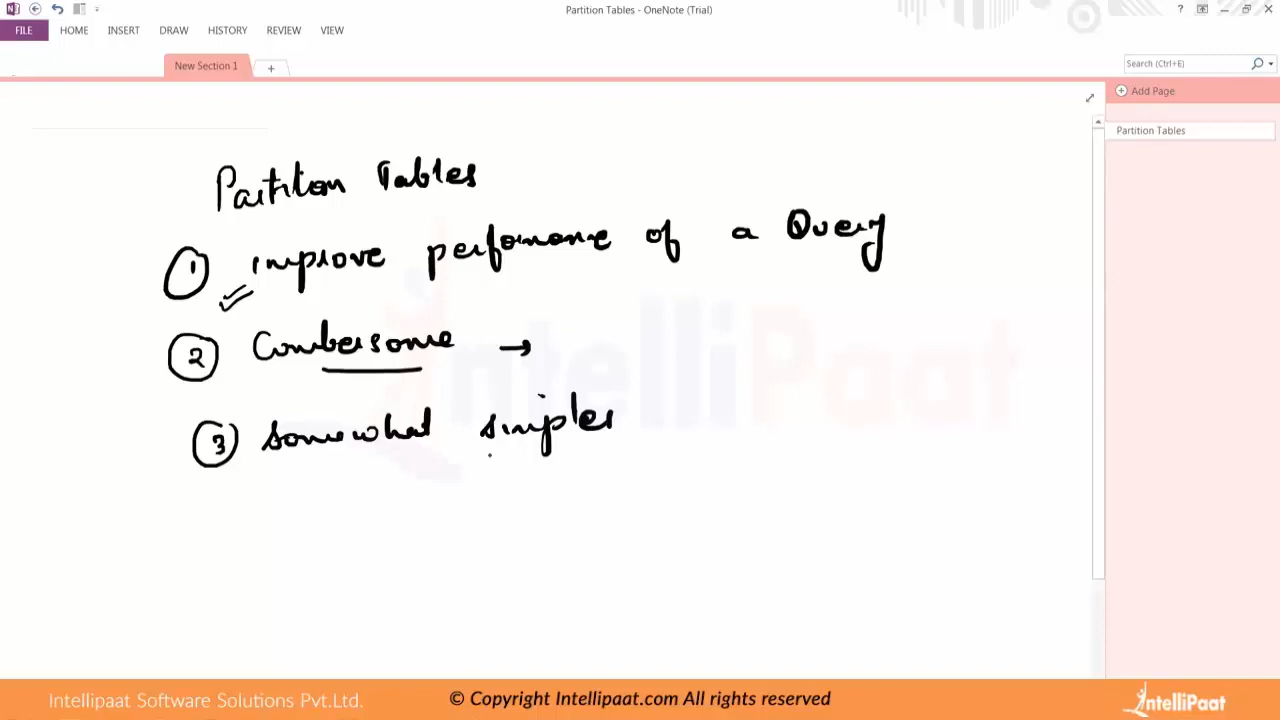 Partition Tables - OneNote (Trial)
FILE HOME INSERT DRAW HISTORY REVIEW VIEW
New Section 1 +
Search (Ctrl+E)
Add Page
Partition Tables
Partition Tables
1 improve performance of a Query
2 Combersome →
3 Somewhat simpler
IntelliPaat
Intellipaat Software Solutions Pvt.Ltd.
© Copyright Intellipaat.com All rights reserved
IntelliPaat